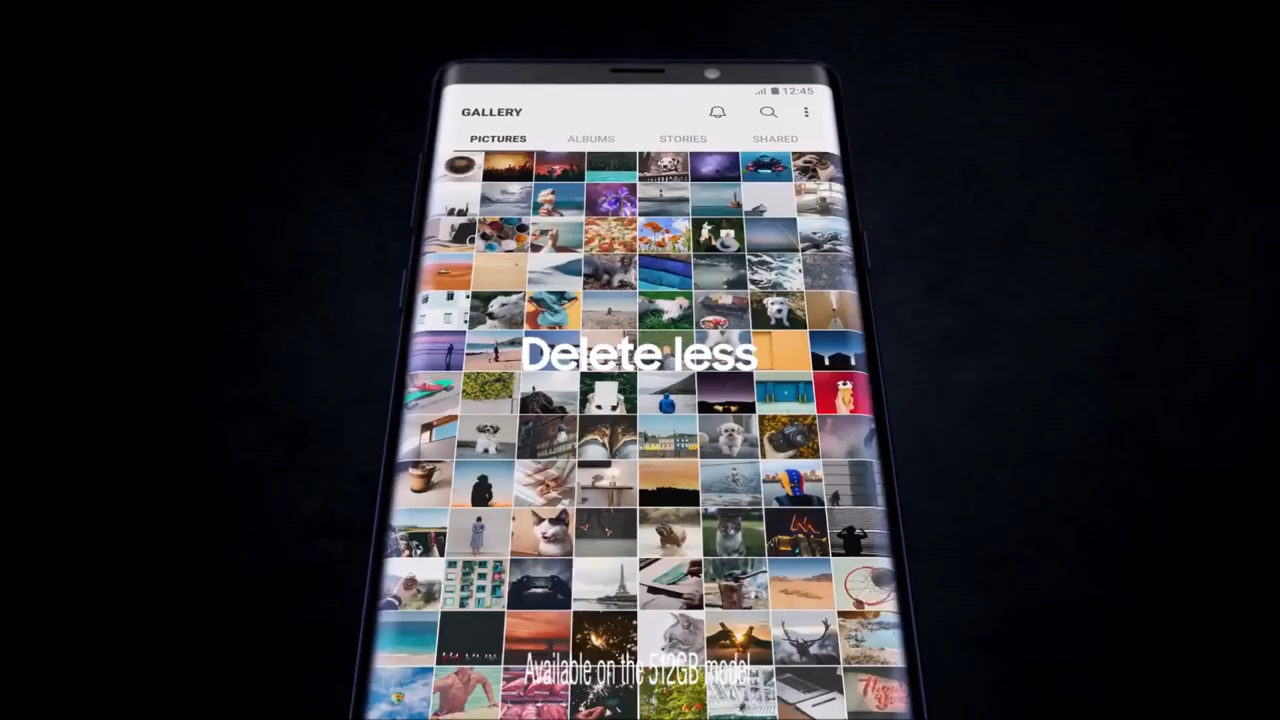 12:45
GALLERY
PICTURES ALBUMS STORIES SHARED
Delete less
Available on the 512GB model.